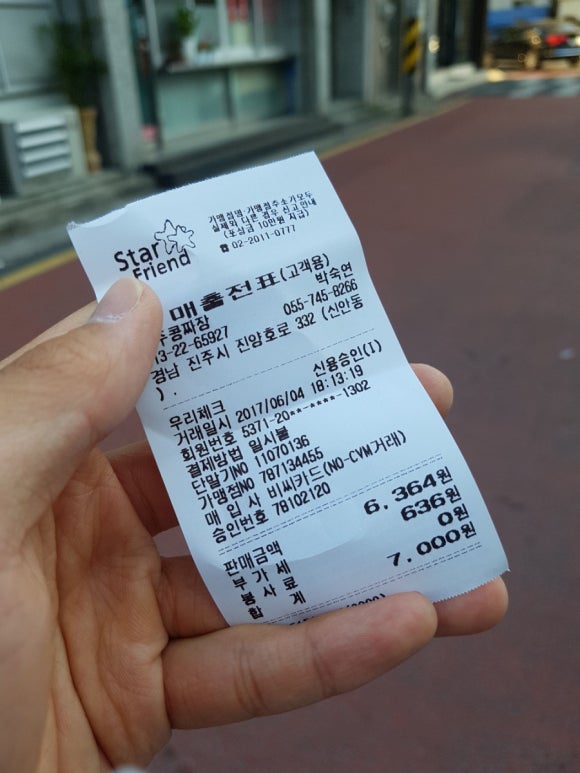 Star Friend
가맹점명·가맹점주소가모두
실제와 다른 경우 신고안내
(포상금 10만원 지급)
☎ 02-2011-0777
매출전표(고객용)
콩짜장 박숙연
13-22-65927 055-745-8266
경남 진주시 진양호로 332 (신안동
) .
우리체크 신용승인(I)
거래일시 2017/06/04 18:13:19
회원번호 5371-20**-****-1302
결제방법 일시불
단말기NO 11070136
가맹점NO 787134455
매 입 사 비씨카드(NO-CVM거래)
승인번호 78102120
판매금액 6,364원
부 가 세 636원
봉 사 료 0원
합 계 7,000원